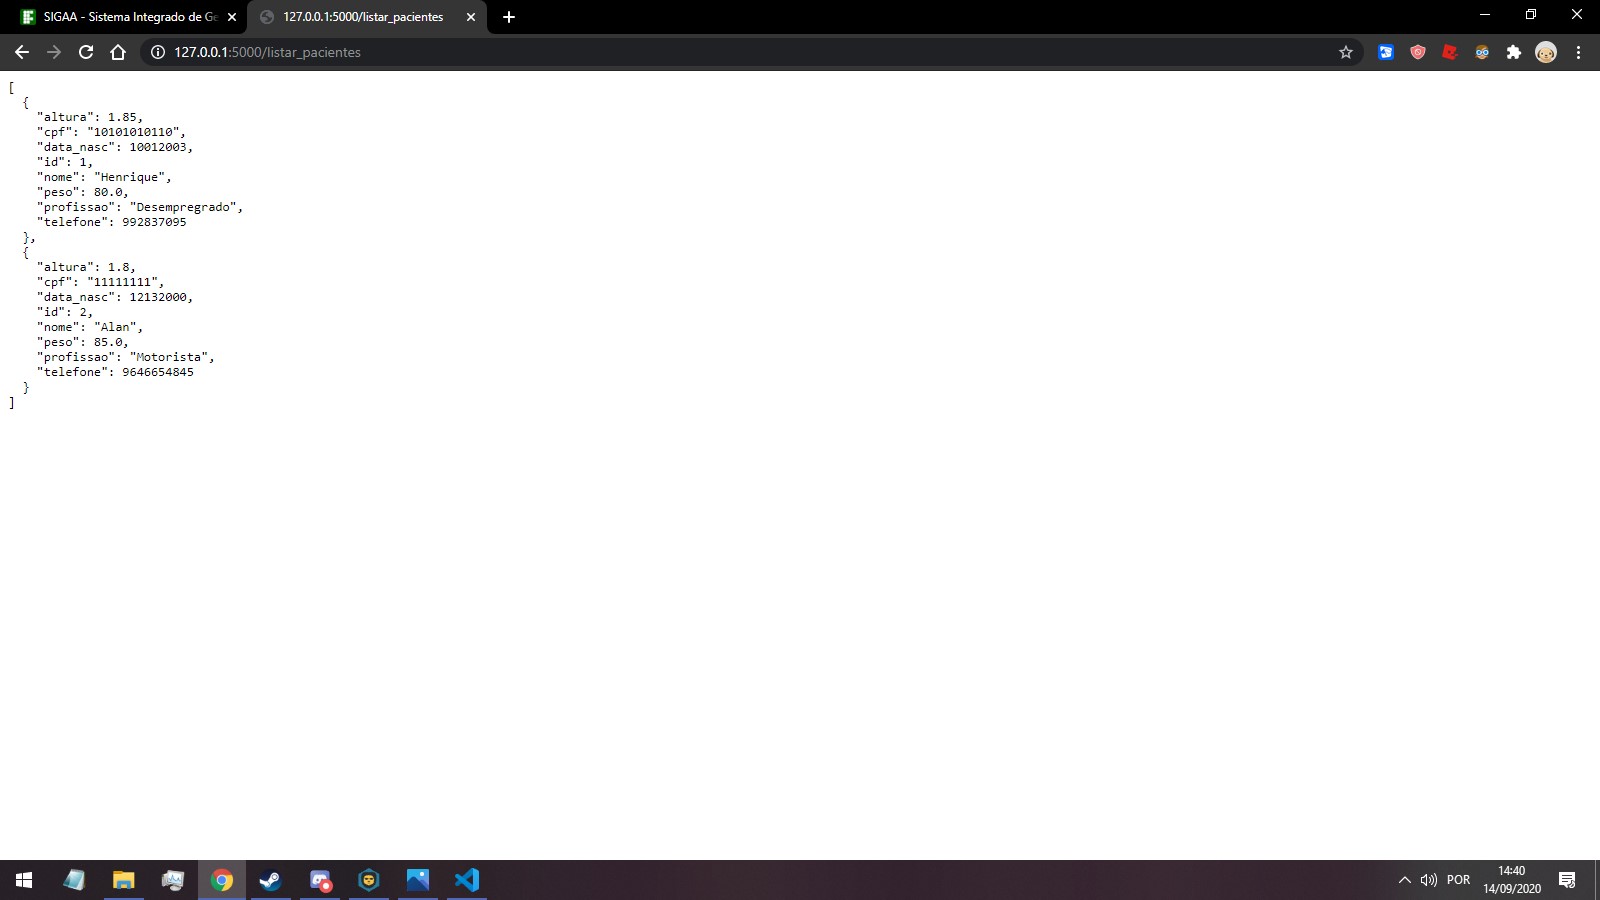 SIGAA - Sistema Integrado de Ge
127.0.0.1:5000/listar_pacientes
127.0.0.1:5000/listar_pacientes
[
  {
    "altura": 1.85,
    "cpf": "10101010110",
    "data_nasc": 10012003,
    "id": 1,
    "nome": "Henrique",
    "peso": 80.0,
    "profissao": "Desempregrado",
    "telefone": 992837095
  },
  {
    "altura": 1.8,
    "cpf": "11111111",
    "data_nasc": 12132000,
    "id": 2,
    "nome": "Alan",
    "peso": 85.0,
    "profissao": "Motorista",
    "telefone": 9646654845
  }
]
POR
14:40
14/09/2020